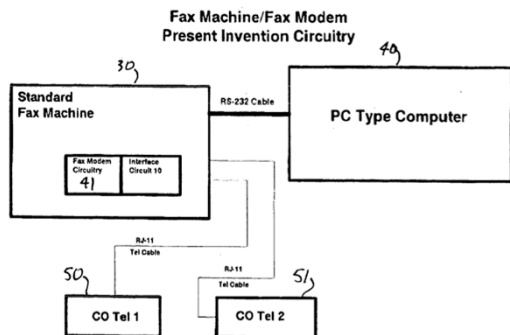 Fax Machine/Fax Modem
Present Invention Circuitry
30
40
Standard
Fax Machine
RS-232 Cable
PC Type Computer
Fax Modem
Circuitry
41
Interface
Circuit 10
RJ-11
Tel Cable
RJ-11
Tel Cable
50
CO Tel 1
51
CO Tel 2